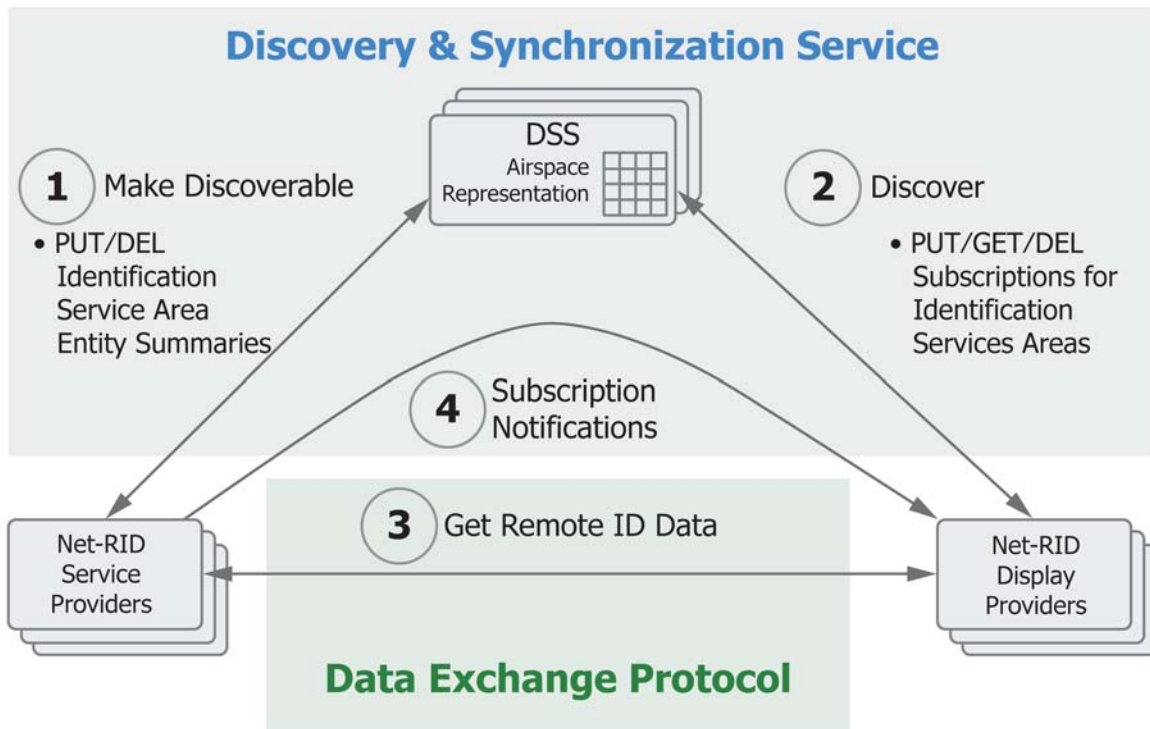 Discovery & Synchronization Service
DSS
Airspace
Representation
1 Make Discoverable
• PUT/DEL
Identification
Service Area
Entity Summaries
2 Discover
• PUT/GET/DEL
Subscriptions for
Identification
Services Areas
4 Subscription
Notifications
3 Get Remote ID Data
Net-RID
Service
Providers
Net-RID
Display
Providers
Data Exchange Protocol